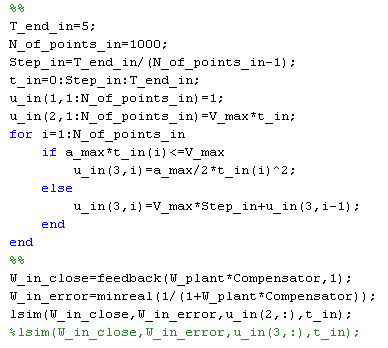 %%
T_end_in=5;
N_of_points_in=1000;
Step_in=T_end_in/(N_of_points_in-1);
t_in=0:Step_in:T_end_in;
u_in(1,1:N_of_points_in)=1;
u_in(2,1:N_of_points_in)=V_max*t_in;
for i=1:N_of_points_in
    if a_max*t_in(i)<=V_max
        u_in(3,i)=a_max/2*t_in(i)^2;
    else
        u_in(3,i)=V_max*Step_in+u_in(3,i-1);
    end
end
%%
W_in_close=feedback(W_plant*Compensator,1);
W_in_error=minreal(1/(1+W_plant*Compensator));
lsim(W_in_close,W_in_error,u_in(2,:),t_in);
%lsim(W_in_close,W_in_error,u_in(3,:),t_in);